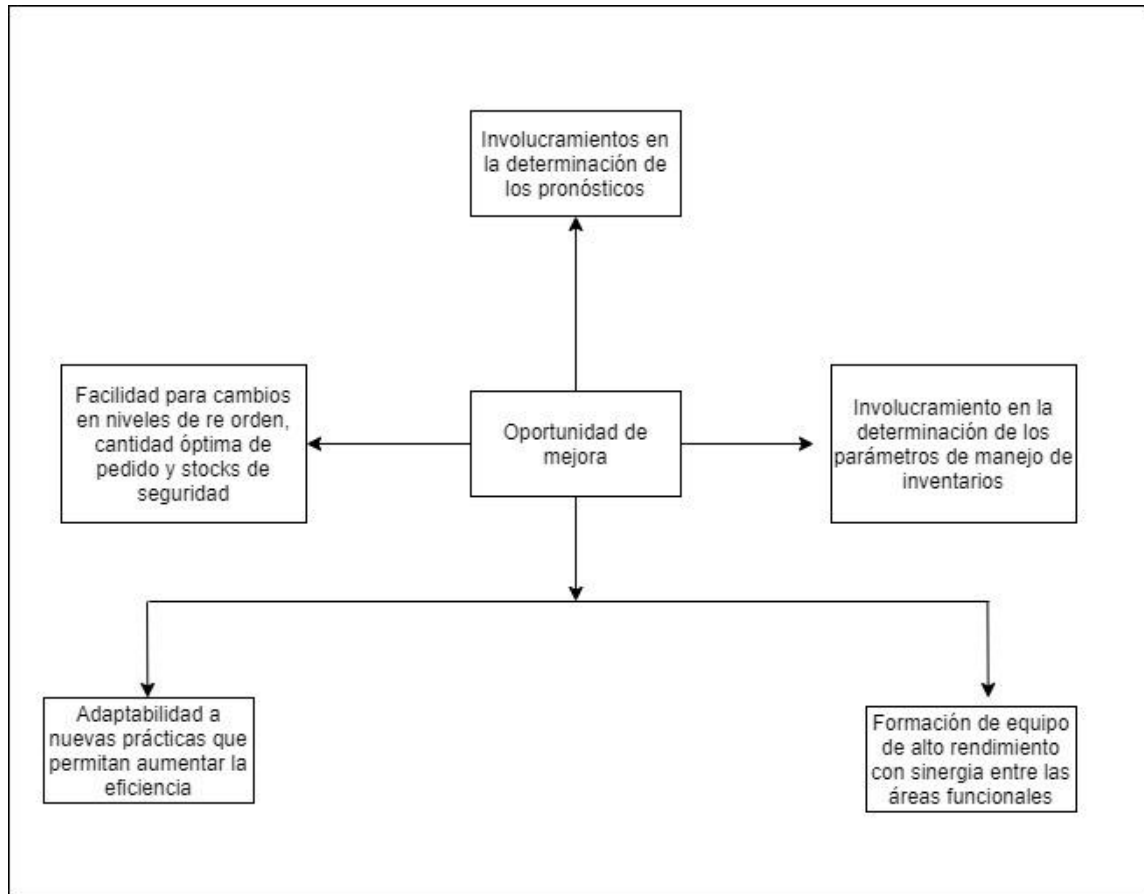 Involucramientos en
la determinación de
los pronósticos
Facilidad para cambios
en niveles de re orden,
cantidad óptima de
pedido y stocks de
seguridad
Oportunidad de
mejora
Involucramiento en la
determinación de los
parámetros de manejo de
inventarios
Adaptabilidad a
nuevas prácticas que
permitan aumentar la
eficiencia
Formación de equipo
de alto rendimiento
con sinergia entre las
áreas funcionales